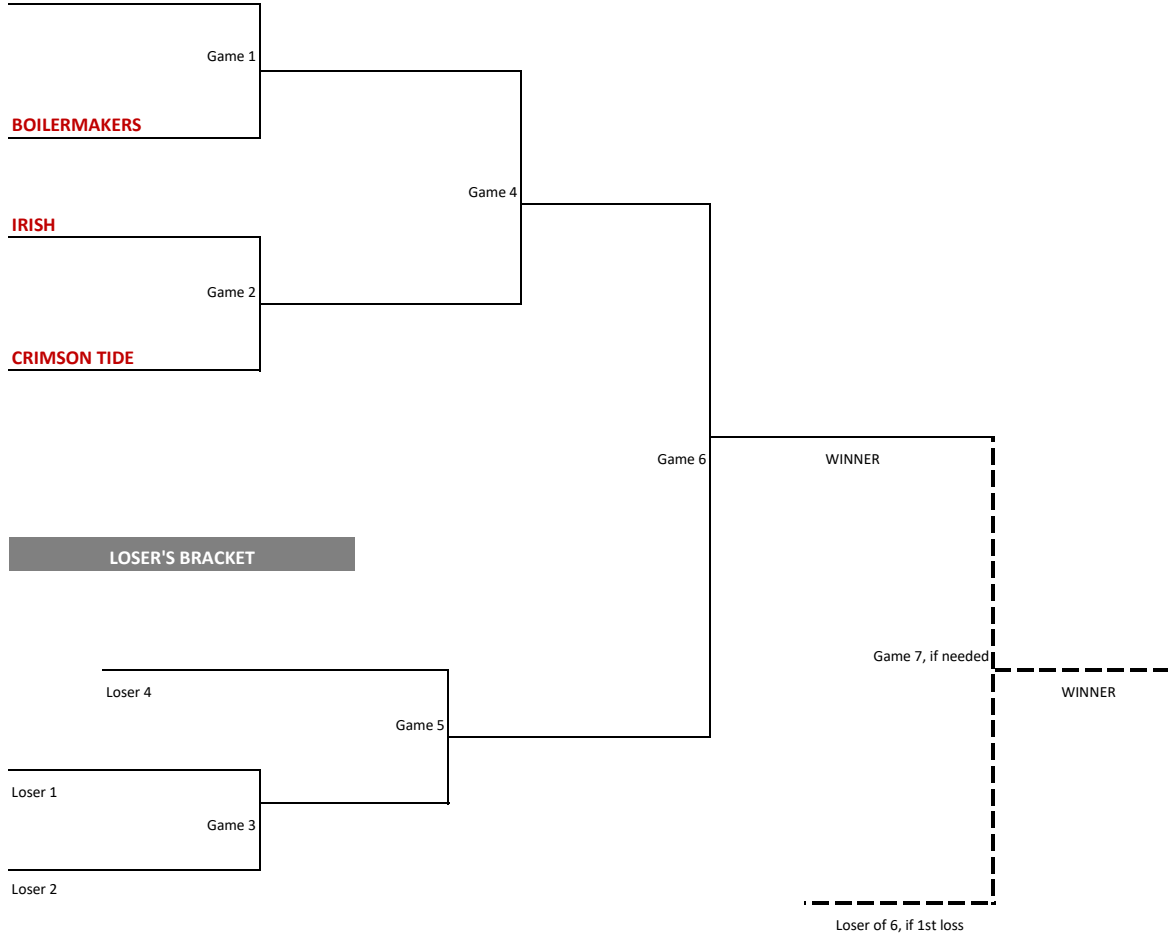 Game 1
BOILERMAKERS
Game 4
IRISH
Game 2
CRIMSON TIDE
Game 6
WINNER
LOSER'S BRACKET
Game 7, if needed
WINNER
Loser 4
Game 5
Loser 1
Game 3
Loser 2
Loser of 6, if 1st loss